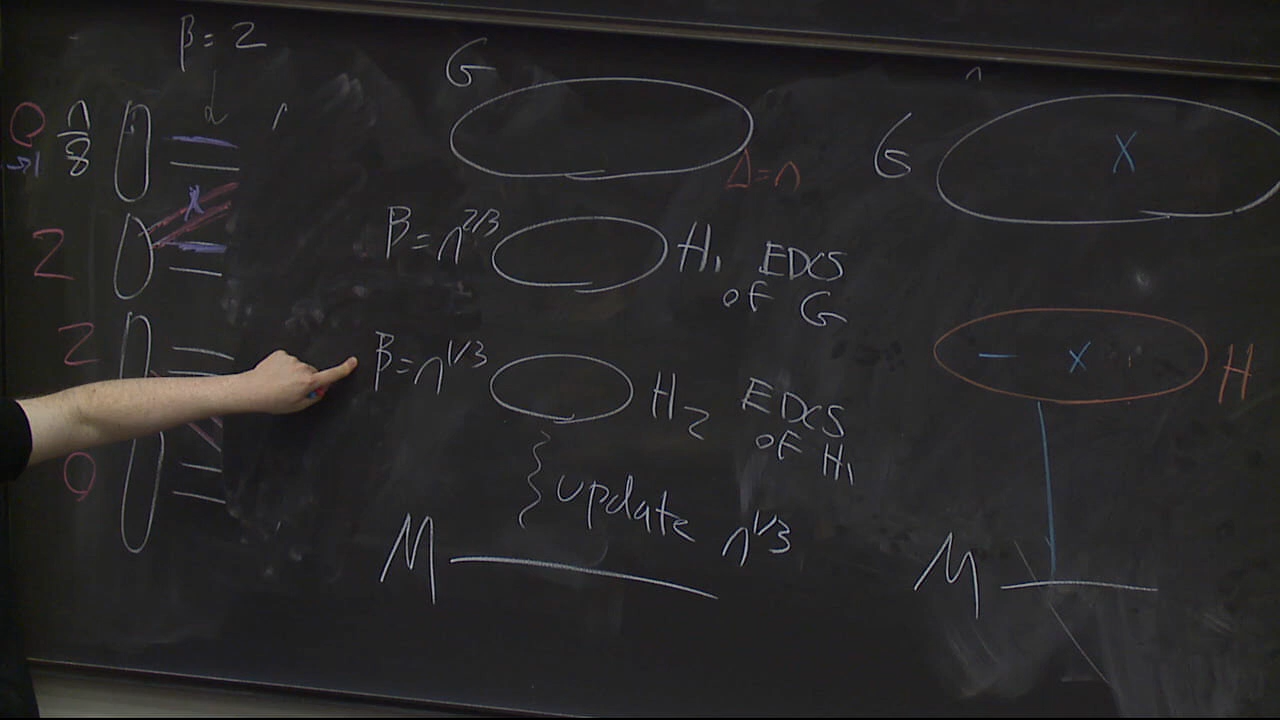 β = 2
0 n/8
→1
2
2
0
G
Δ = n
β = n^{2/3} H₁ EDCS
of G
β = n^{1/3} H₂ EDCS
of H₁
update n^{1/3}
M
G X
— X H
M